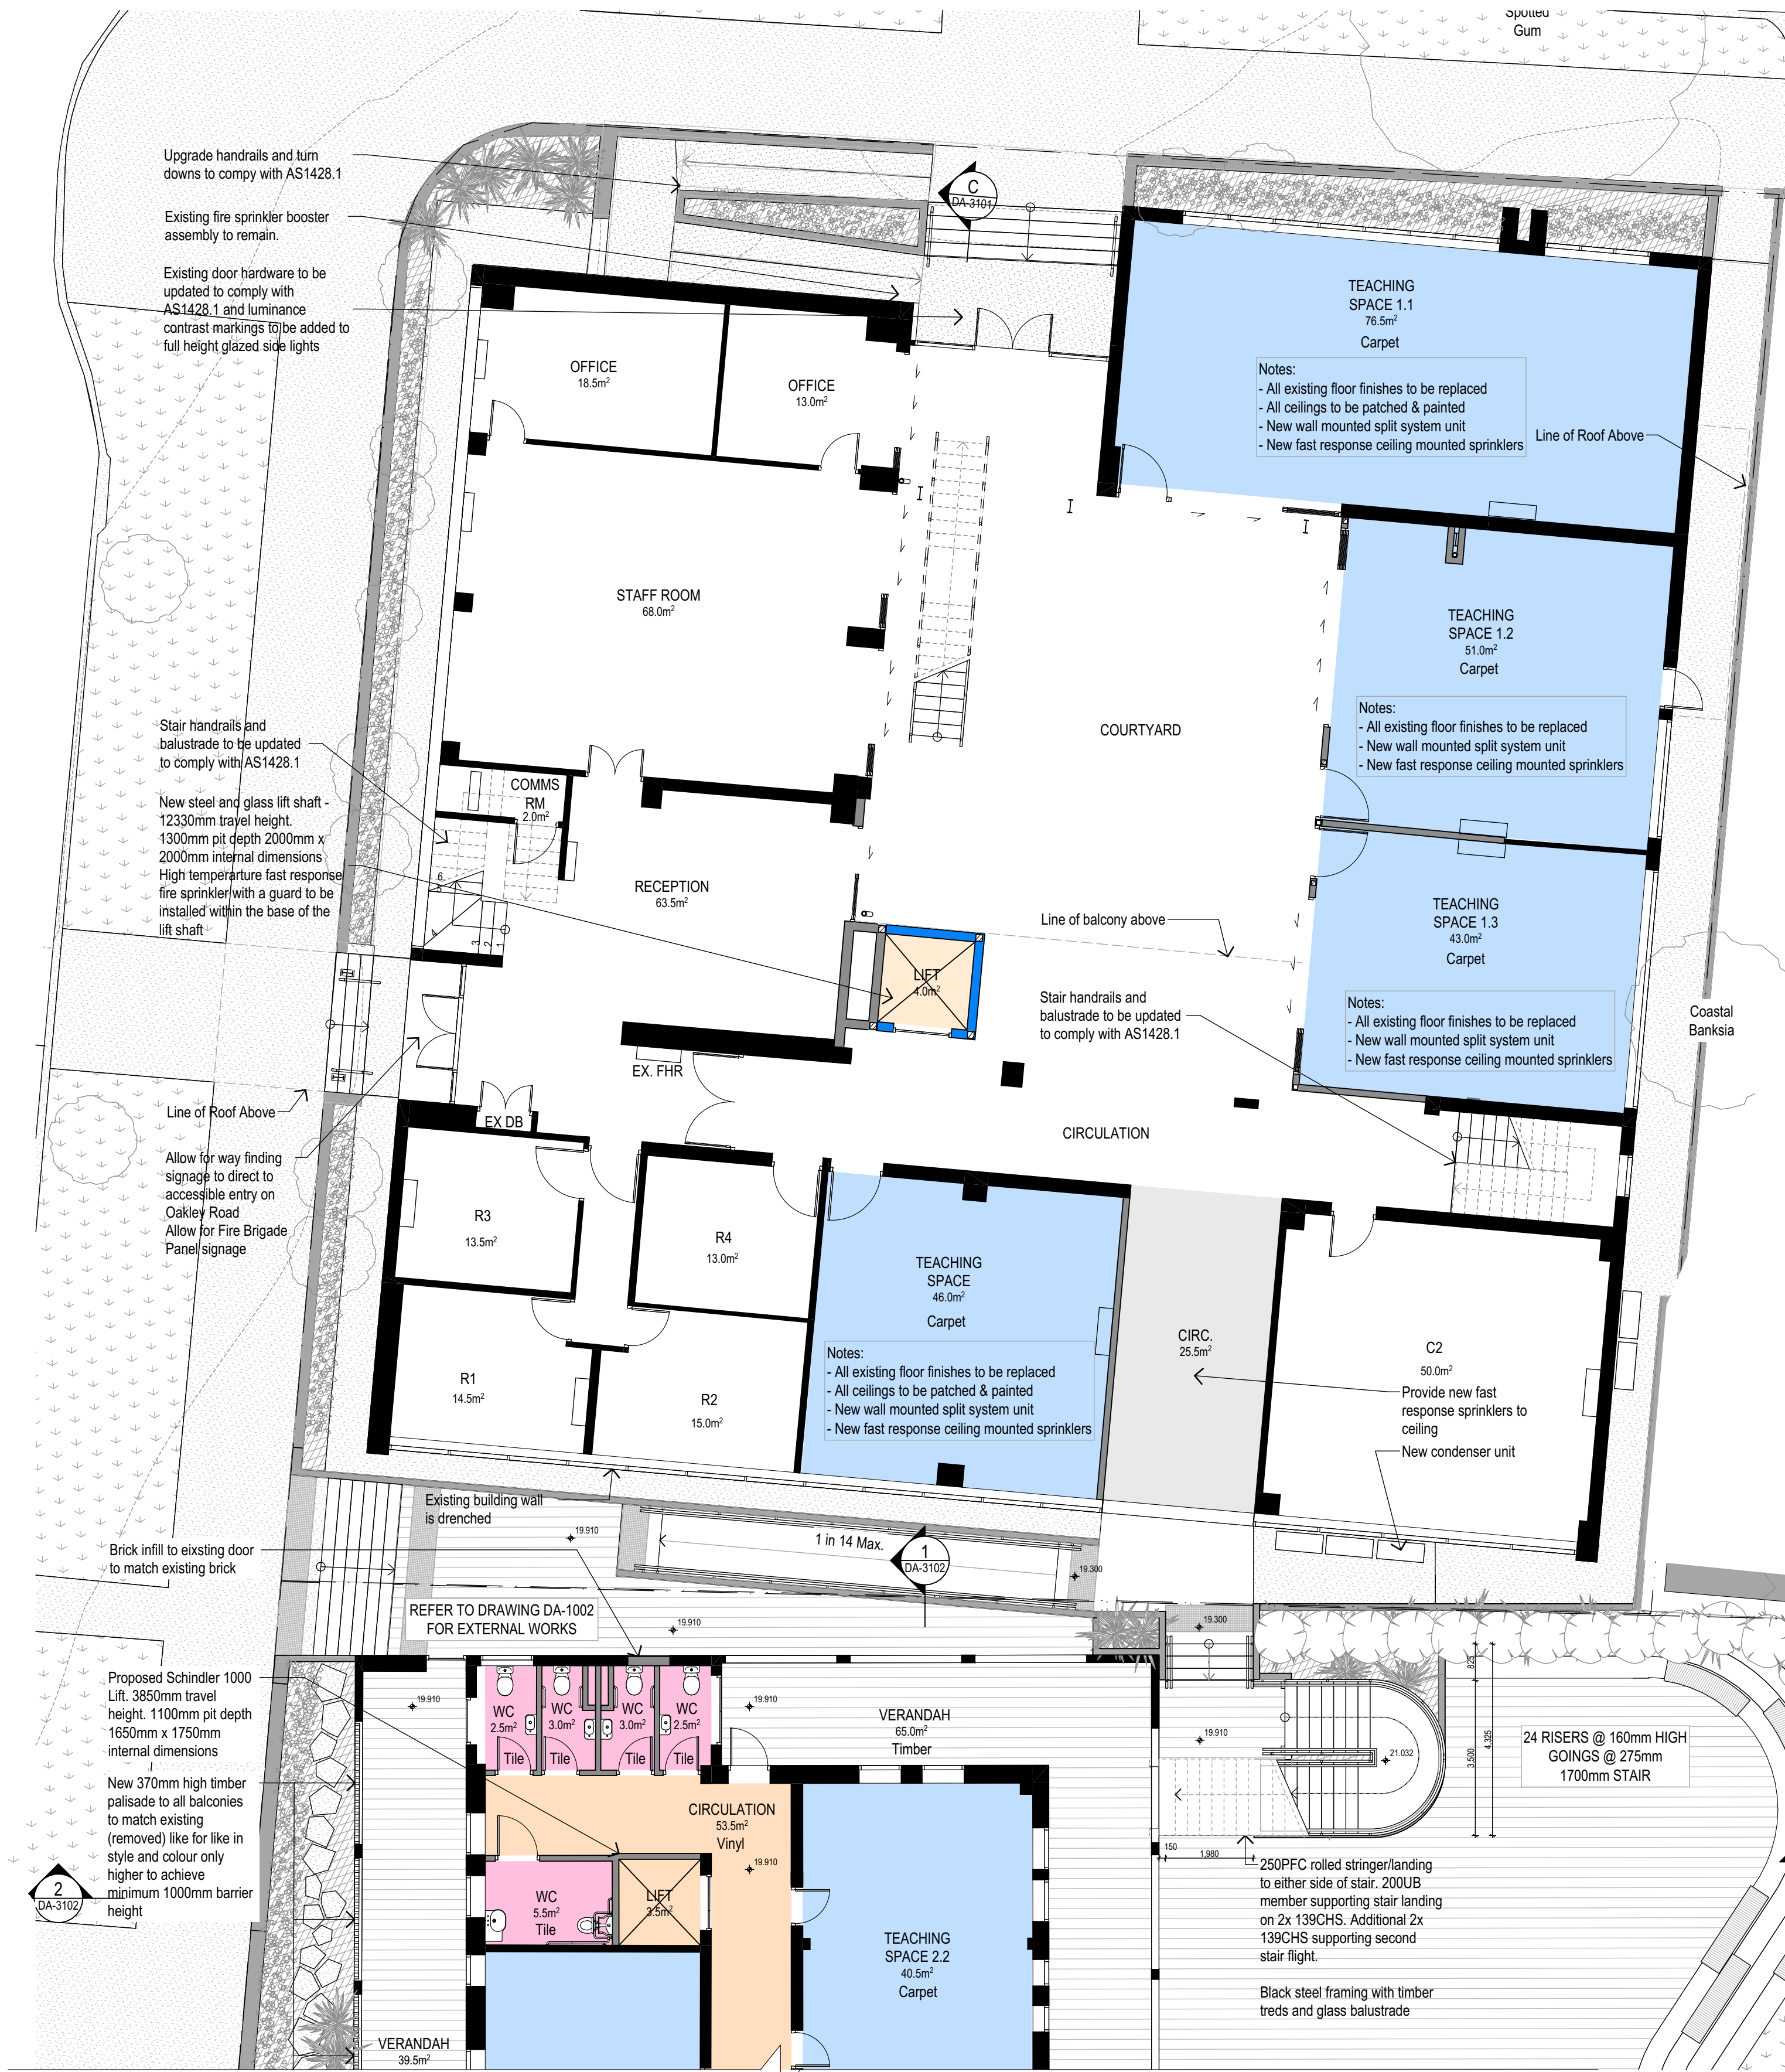 Spotted
Gum
Upgrade handrails and turn
downs to compy with AS1428.1
Existing fire sprinkler booster
assembly to remain.
Existing door hardware to be
updated to comply with
AS1428.1 and luminance
contrast markings to be added to
full height glazed side lights
C
DA-3101
TEACHING
SPACE 1.1
76.5m²
Carpet
Notes:
- All existing floor finishes to be replaced
- All ceilings to be patched & painted
- New wall mounted split system unit
- New fast response ceiling mounted sprinklers
Line of Roof Above
OFFICE
18.5m²
OFFICE
13.0m²
STAFF ROOM
68.0m²
TEACHING
SPACE 1.2
51.0m²
Carpet
Notes:
- All existing floor finishes to be replaced
- New wall mounted split system unit
- New fast response ceiling mounted sprinklers
COURTYARD
Stair handrails and
balustrade to be updated
to comply with AS1428.1
COMMS
RM
2.0m²
New steel and glass lift shaft -
12330mm travel height.
1300mm pit depth 2000mm x
2000mm internal dimensions
High temperarture fast response
fire sprinkler with a guard to be
installed within the base of the
lift shaft
6
5
4
3
2
1
RECEPTION
63.5m²
TEACHING
SPACE 1.3
43.0m²
Carpet
Notes:
- All existing floor finishes to be replaced
- New wall mounted split system unit
- New fast response ceiling mounted sprinklers
Line of balcony above
LIFT
4.0m²
Stair handrails and
balustrade to be updated
to comply with AS1428.1
Coastal
Banksia
EX. FHR
Line of Roof Above
EX DB
CIRCULATION
Allow for way finding
signage to direct to
accessible entry on
Oakley Road
Allow for Fire Brigade
Panel signage
R3
13.5m²
R4
13.0m²
TEACHING
SPACE
46.0m²
Carpet
Notes:
- All existing floor finishes to be replaced
- All ceilings to be patched & painted
- New wall mounted split system unit
- New fast response ceiling mounted sprinklers
CIRC.
25.5m²
C2
50.0m²
Provide new fast
response sprinklers to
ceiling
New condenser unit
R1
14.5m²
R2
15.0m²
Existing building wall
is drenched
19.910
1 in 14 Max.
1
DA-3102
19.300
Brick infill to eixsting door
to match existing brick
REFER TO DRAWING DA-1002
FOR EXTERNAL WORKS
19.910
19.300
Proposed Schindler 1000
Lift. 3850mm travel
height. 1100mm pit depth
1650mm x 1750mm
internal dimensions
19.910
WC
2.5m²
Tile
WC
3.0m²
Tile
WC
3.0m²
Tile
WC
2.5m²
Tile
19.910
VERANDAH
65.0m²
Timber
19.910
21.032
825
3,500
4,325
24 RISERS @ 160mm HIGH
GOINGS @ 275mm
1700mm STAIR
New 370mm high timber
palisade to all balconies
to match existing
(removed) like for like in
style and colour only
higher to achieve
minimum 1000mm barrier
height
2
DA-3102
CIRCULATION
53.5m²
Vinyl
19.910
150
1,980
WC
5.5m²
Tile
LIFT
3.5m²
250PFC rolled stringer/landing
to either side of stair. 200UB
member supporting stair landing
on 2x 139CHS. Additional 2x
139CHS supporting second
stair flight.
Black steel framing with timber
treds and glass balustrade
TEACHING
SPACE 2.2
40.5m²
Carpet
VERANDAH
39.5m²